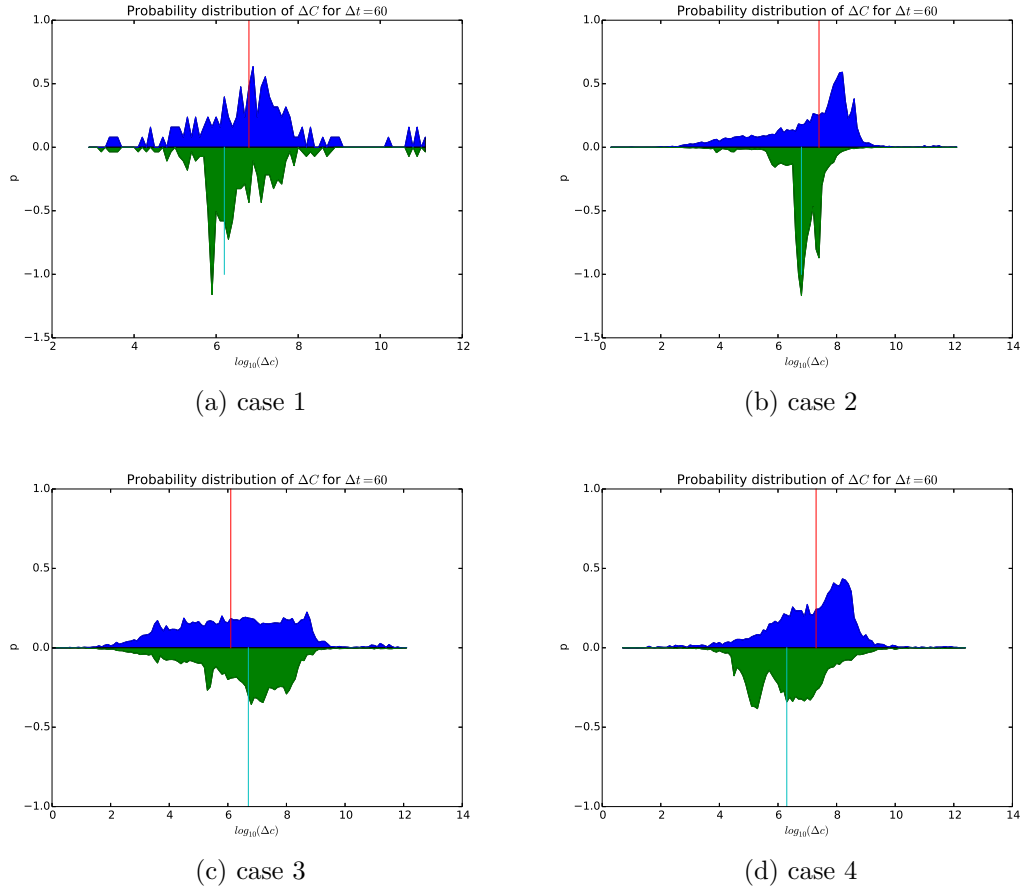 Probability distribution of ΔC for Δt=60
1.0
0.5
0.0
−0.5
−1.0
−1.5
p
2 4 6 8 10 12
log10(Δc)
(a) case 1
Probability distribution of ΔC for Δt=60
1.0
0.5
0.0
−0.5
−1.0
−1.5
p
0 2 4 6 8 10 12 14
log10(Δc)
(b) case 2
Probability distribution of ΔC for Δt=60
1.0
0.5
0.0
−0.5
−1.0
p
0 2 4 6 8 10 12 14
log10(Δc)
(c) case 3
Probability distribution of ΔC for Δt=60
1.0
0.5
0.0
−0.5
−1.0
p
0 2 4 6 8 10 12 14
log10(Δc)
(d) case 4